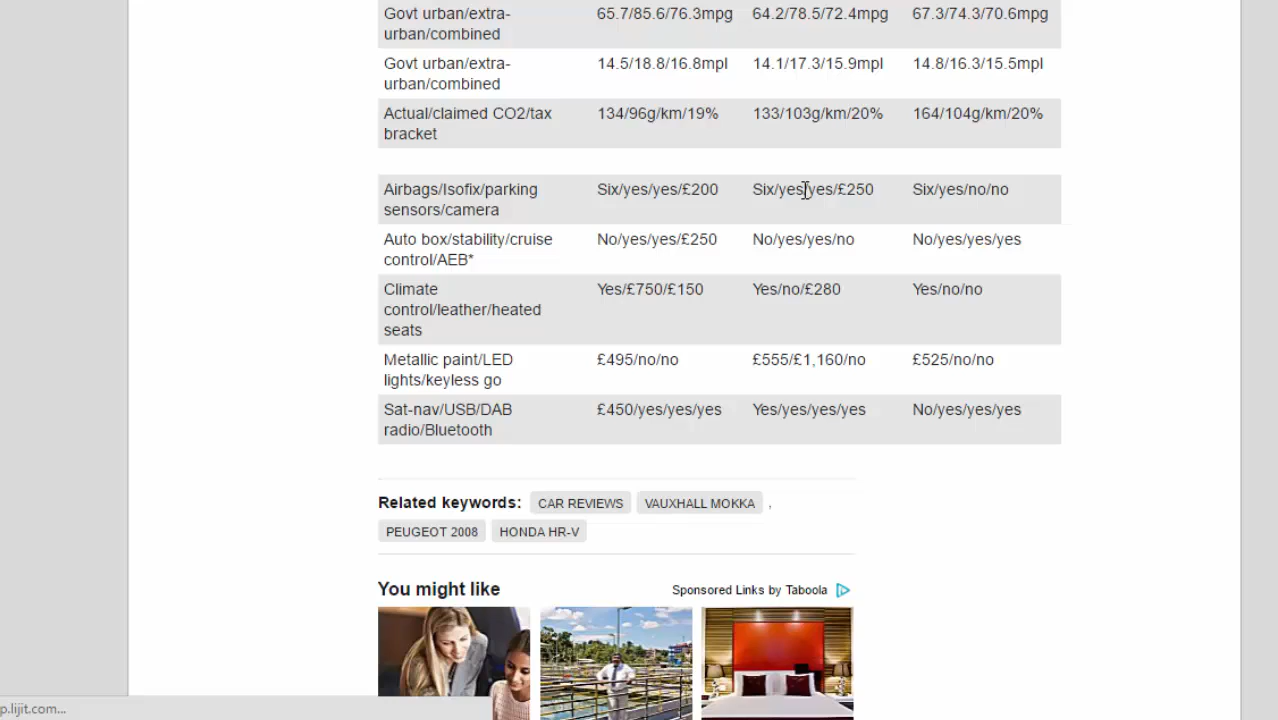 Govt urban/extra- 65.7/85.6/76.3mpg 64.2/78.5/72.4mpg 67.3/74.3/70.6mpg
urban/combined
Govt urban/extra- 14.5/18.8/16.8mpl 14.1/17.3/15.9mpl 14.8/16.3/15.5mpl
urban/combined
Actual/claimed CO2/tax 134/96g/km/19% 133/103g/km/20% 164/104g/km/20%
bracket
Airbags/Isofix/parking Six/yes/yes/£200 Six/yes/yes/£250 Six/yes/no/no
sensors/camera
Auto box/stability/cruise No/yes/yes/£250 No/yes/yes/no No/yes/yes/yes
control/AEB*
Climate Yes/£750/£150 Yes/no/£280 Yes/no/no
control/leather/heated
seats
Metallic paint/LED £495/no/no £555/£1,160/no £525/no/no
lights/keyless go
Sat-nav/USB/DAB £450/yes/yes/yes Yes/yes/yes/yes No/yes/yes/yes
radio/Bluetooth
Related keywords: CAR REVIEWS VAUXHALL MOKKA ,
PEUGEOT 2008 HONDA HR-V
You might like Sponsored Links by Taboola
p.lijit.com...